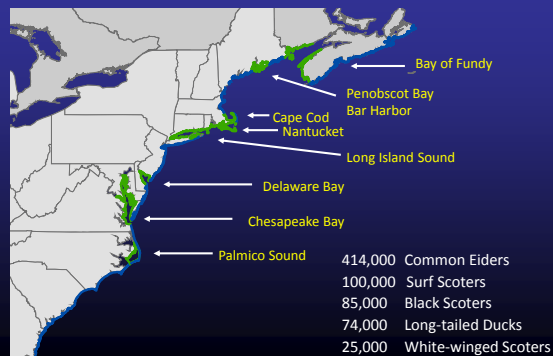 Bay of Fundy
Penobscot Bay
Bar Harbor
Cape Cod
Nantucket
Long Island Sound
Delaware Bay
Chesapeake Bay
Palmico Sound
414,000 Common Eiders
100,000 Surf Scoters
85,000 Black Scoters
74,000 Long-tailed Ducks
25,000 White-winged Scoters